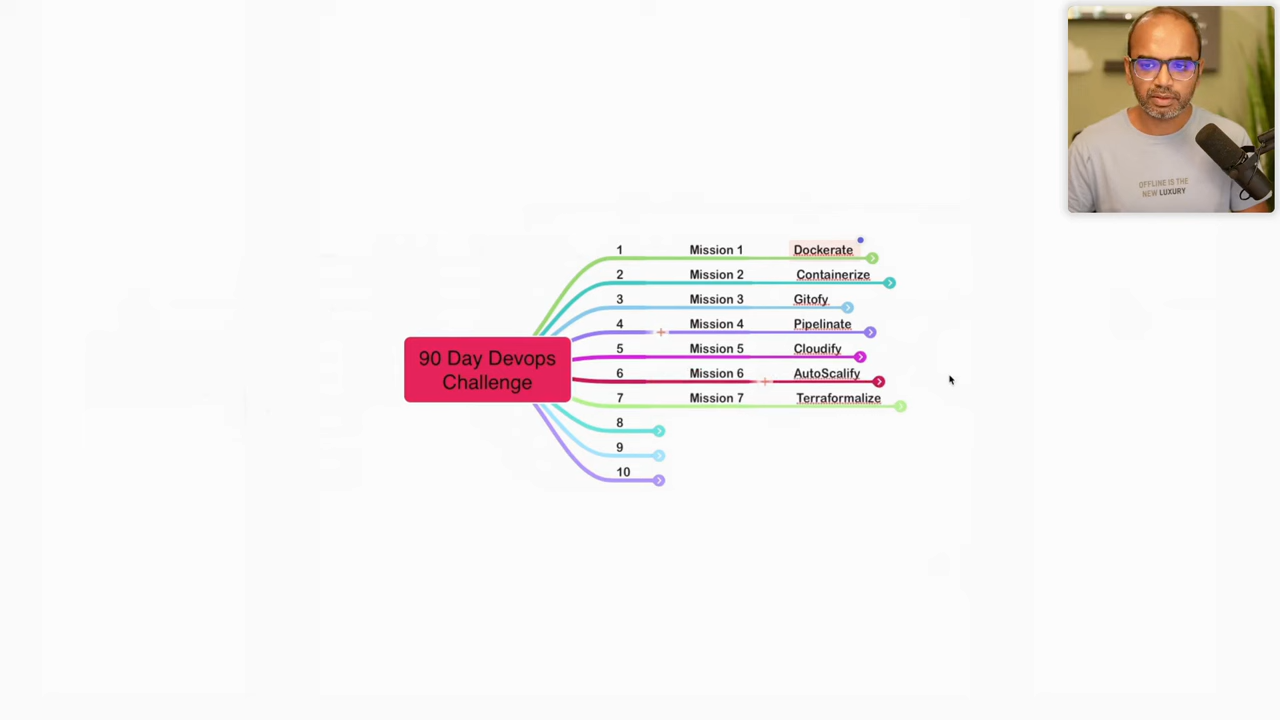 OFFLINE IS THE
NEW LUXURY
90 Day Devops
Challenge
1 Mission 1 Dockerate
2 Mission 2 Containerize
3 Mission 3 Gitofy
4 Mission 4 Pipelinate
5 Mission 5 Cloudify
6 Mission 6 AutoScalify
7 Mission 7 Terraformalize
8
9
10